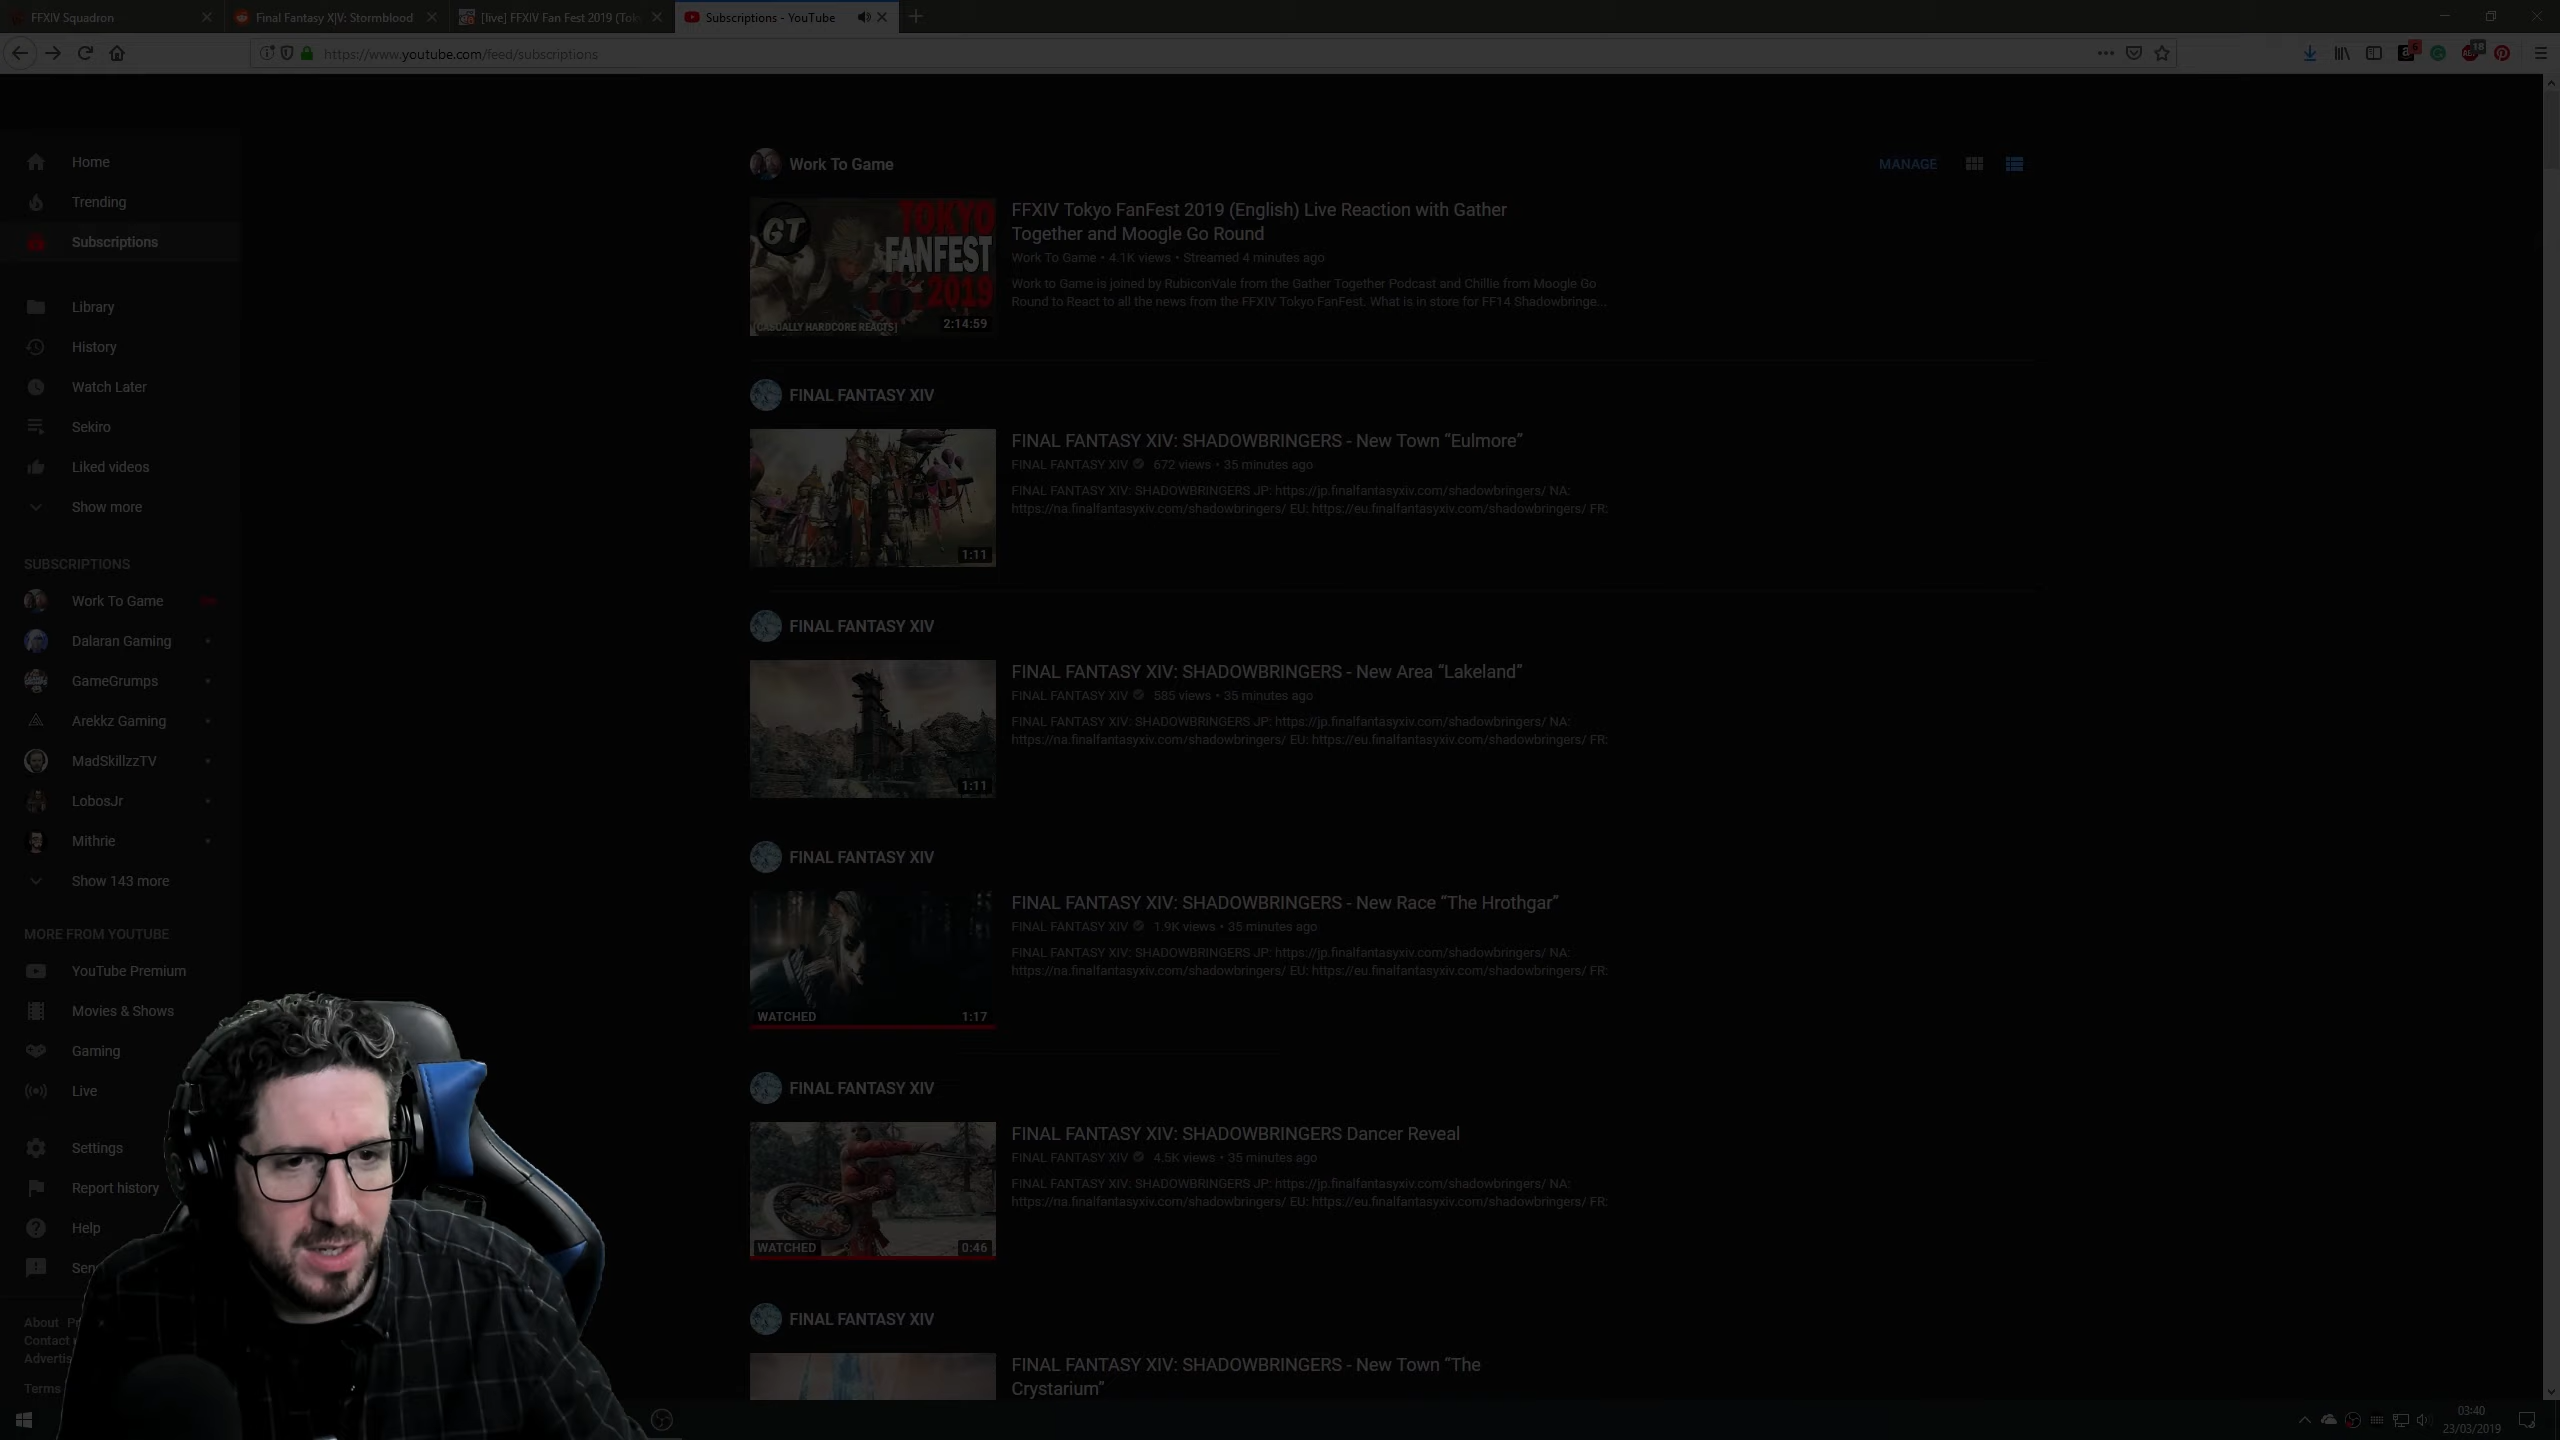 FFXIV Squadron
Final Fantasy X|V: Stormblood
[live] FFXIV Fan Fest 2019 (Tok
Subscriptions - YouTube
https://www.youtube.com/feed/subscriptions
6
18
Home
Trending
Subscriptions
Library
History
Watch Later
Sekiro
Liked videos
Show more
SUBSCRIPTIONS
Work To Game
Dalaran Gaming
GameGrumps
Arekkz Gaming
MadSkillzzTV
LobosJr
Mithrie
Show 143 more
MORE FROM YOUTUBE
YouTube Premium
Movies & Shows
Gaming
Live
Settings
Report history
Help
About
Contact
Terms
Work To Game
MANAGE
GT
TOKYO
FANFEST
2019
[CASUALLY HARDCORE REACTS]
2:14:59
FFXIV Tokyo FanFest 2019 (English) Live Reaction with Gather
Together and Moogle Go Round
Work To Game • 4.1K views • Streamed 4 minutes ago
Work to Game is joined by RubiconVale from the Gather Together Podcast and Chillie from Moogle Go
Round to React to all the news from the FFXIV Tokyo FanFest. What is in store for FF14 Shadowbringe...
FINAL FANTASY XIV
1:11
FINAL FANTASY XIV: SHADOWBRINGERS - New Town “Eulmore”
FINAL FANTASY XIV 672 views • 35 minutes ago
FINAL FANTASY XIV: SHADOWBRINGERS JP: https://jp.finalfantasyxiv.com/shadowbringers/ NA:
https://na.finalfantasyxiv.com/shadowbringers/ EU: https://eu.finalfantasyxiv.com/shadowbringers/ FR:
FINAL FANTASY XIV
1:11
FINAL FANTASY XIV: SHADOWBRINGERS - New Area “Lakeland”
FINAL FANTASY XIV 585 views • 35 minutes ago
FINAL FANTASY XIV: SHADOWBRINGERS JP: https://jp.finalfantasyxiv.com/shadowbringers/ NA:
https://na.finalfantasyxiv.com/shadowbringers/ EU: https://eu.finalfantasyxiv.com/shadowbringers/ FR:
FINAL FANTASY XIV
WATCHED 1:17
FINAL FANTASY XIV: SHADOWBRINGERS - New Race “The Hrothgar”
FINAL FANTASY XIV 1.9K views • 35 minutes ago
FINAL FANTASY XIV: SHADOWBRINGERS JP: https://jp.finalfantasyxiv.com/shadowbringers/ NA:
https://na.finalfantasyxiv.com/shadowbringers/ EU: https://eu.finalfantasyxiv.com/shadowbringers/ FR:
FINAL FANTASY XIV
WATCHED 0:46
FINAL FANTASY XIV: SHADOWBRINGERS Dancer Reveal
FINAL FANTASY XIV 4.5K views • 35 minutes ago
FINAL FANTASY XIV: SHADOWBRINGERS JP: https://jp.finalfantasyxiv.com/shadowbringers/ NA:
https://na.finalfantasyxiv.com/shadowbringers/ EU: https://eu.finalfantasyxiv.com/shadowbringers/ FR:
FINAL FANTASY XIV
FINAL FANTASY XIV: SHADOWBRINGERS - New Town “The
Crystarium”
03:40
23/03/2019